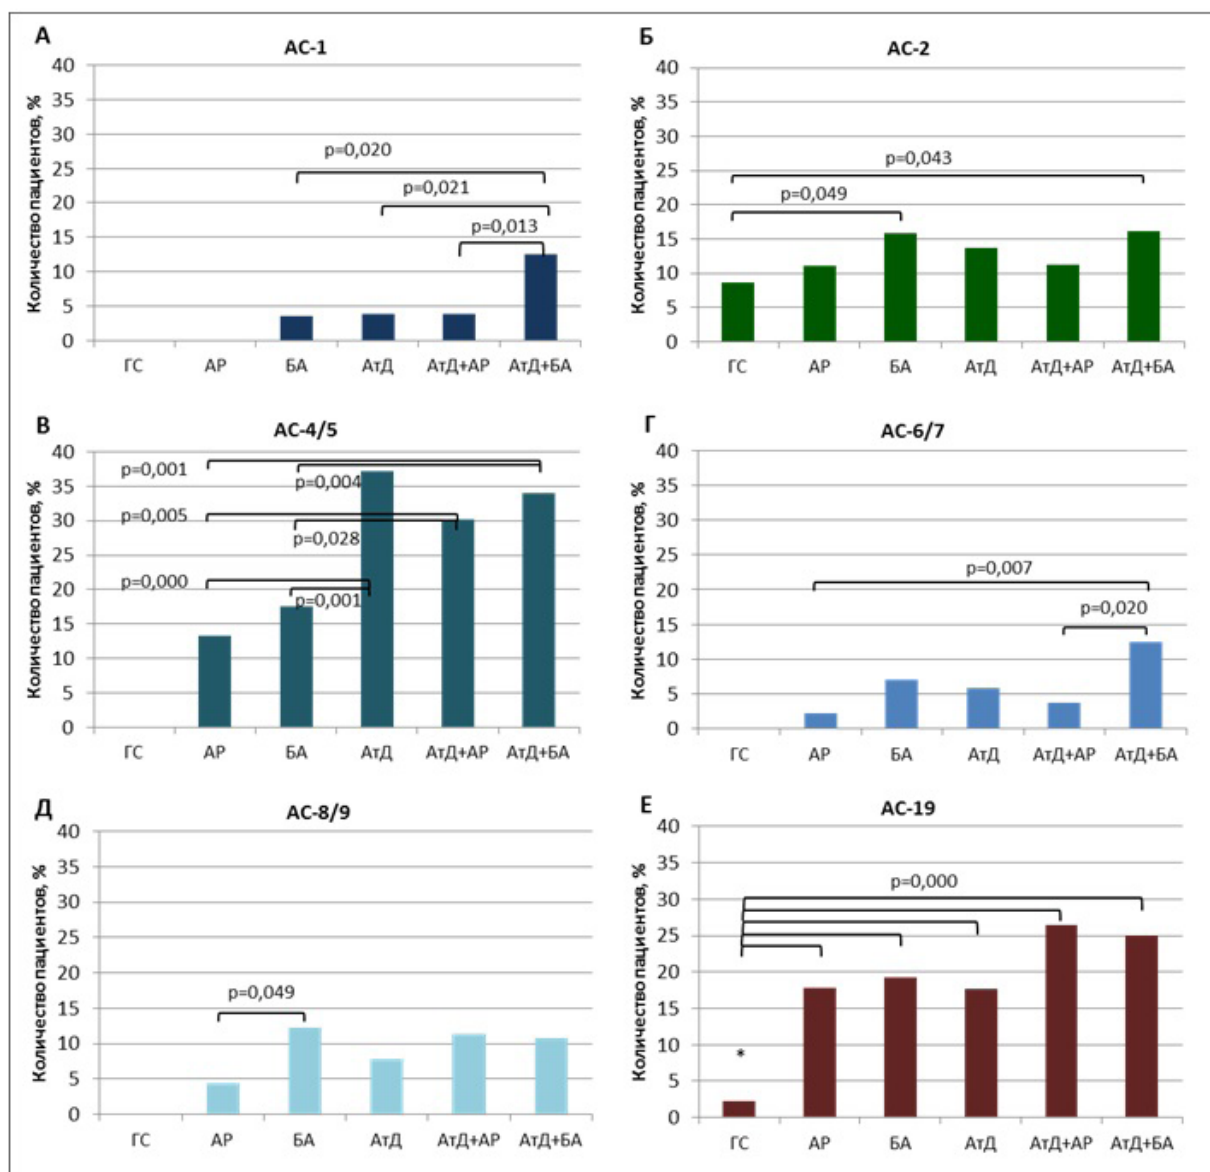 А
АС-1
Количество пациентов, %
40
35
30
25
20
15
10
5
0
p=0,020
p=0,021
p=0,013
ГС АР БА АтД АтД+АР АтД+БА
Б
АС-2
Количество пациентов, %
40
35
30
25
20
15
10
5
0
p=0,043
p=0,049
ГС АР БА АтД АтД+АР АтД+БА
В
АС-4/5
Количество пациентов, %
40
35
30
25
20
15
10
5
0
p=0,001
p=0,004
p=0,005
p=0,028
p=0,000
p=0,001
ГС АР БА АтД АтД+АР АтД+БА
Г
АС-6/7
Количество пациентов, %
40
35
30
25
20
15
10
5
0
p=0,007
p=0,020
ГС АР БА АтД АтД+АР АтД+БА
Д
АС-8/9
Количество пациентов, %
40
35
30
25
20
15
10
5
0
p=0,049
ГС АР БА АтД АтД+АР АтД+БА
Е
АС-19
Количество пациентов, %
40
35
30
25
20
15
10
5
0
p=0,000
*
ГС АР БА АтД АтД+АР АтД+БА